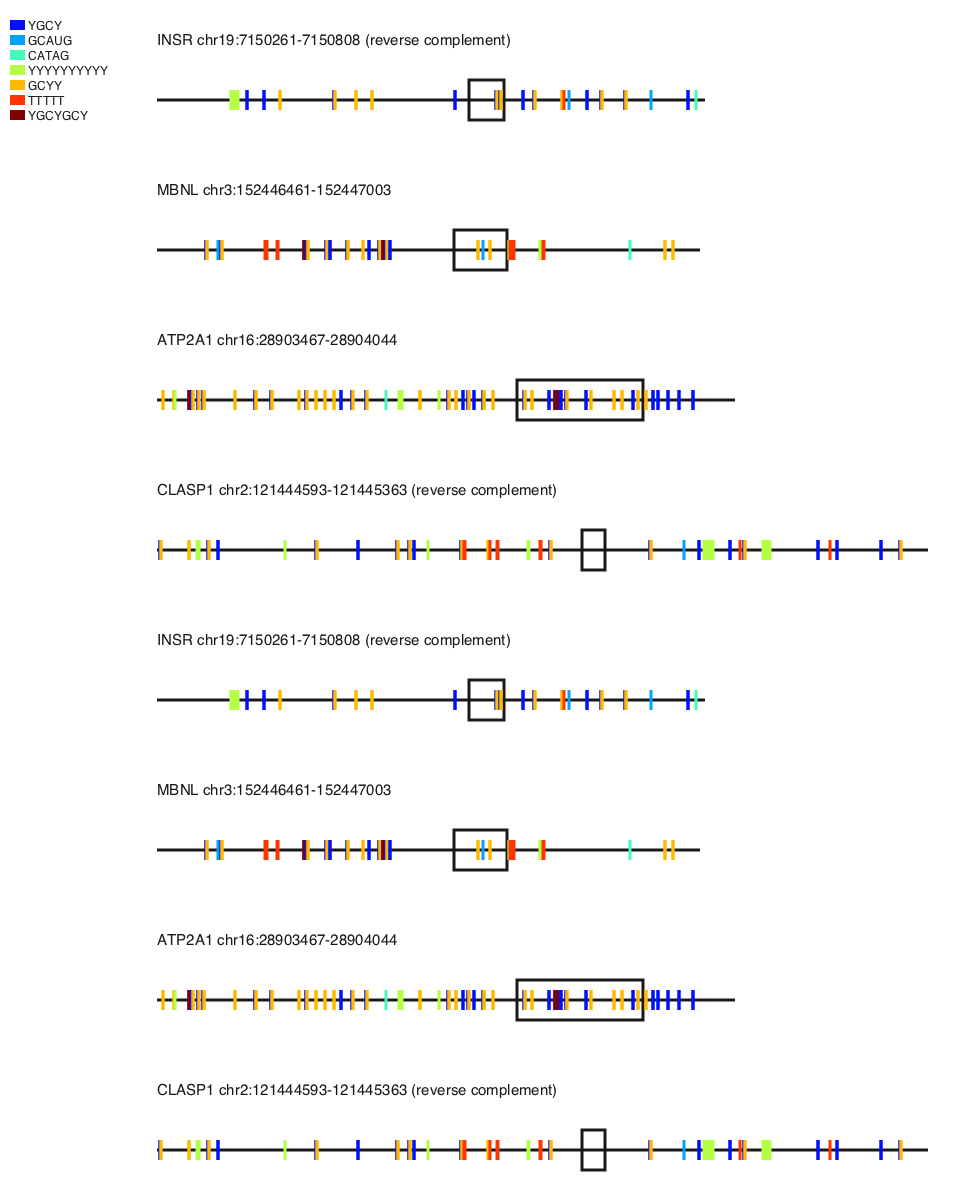 YGCY
GCAUG
CATAG
YYYYYYYYYY
GCYY
TTTTT
YGCYGCY
INSR chr19:7150261-7150808 (reverse complement)
MBNL chr3:152446461-152447003
ATP2A1 chr16:28903467-28904044
CLASP1 chr2:121444593-121445363 (reverse complement)
INSR chr19:7150261-7150808 (reverse complement)
MBNL chr3:152446461-152447003
ATP2A1 chr16:28903467-28904044
CLASP1 chr2:121444593-121445363 (reverse complement)